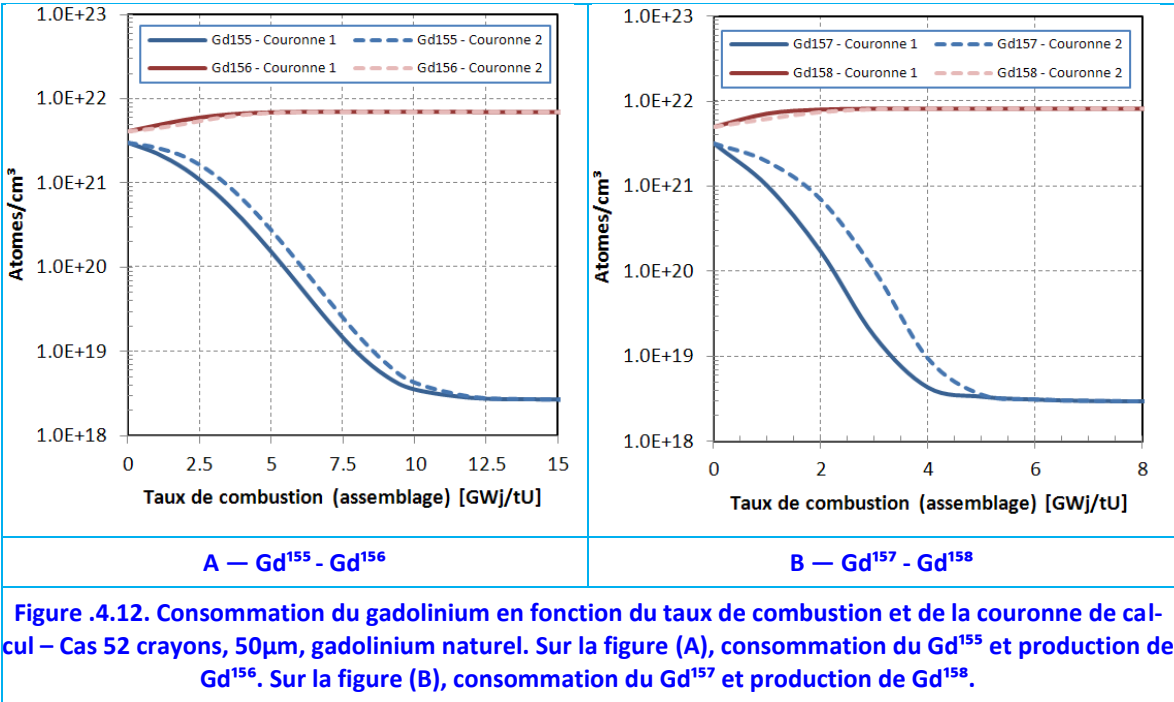 1.0E+23
1.0E+22
1.0E+21
1.0E+20
1.0E+19
1.0E+18
Atomes/cm³
Gd155 - Couronne 1
Gd155 - Couronne 2
Gd156 - Couronne 1
Gd156 - Couronne 2
0 2.5 5 7.5 10 12.5 15
Taux de combustion (assemblage) [GWj/tU]
1.0E+23
1.0E+22
1.0E+21
1.0E+20
1.0E+19
1.0E+18
Atomes/cm³
Gd157 - Couronne 1
Gd157 - Couronne 2
Gd158 - Couronne 1
Gd158 - Couronne 2
0 2 4 6 8
Taux de combustion (assemblage) [GWj/tU]
A — Gd¹⁵⁵ - Gd¹⁵⁶
B — Gd¹⁵⁷ - Gd¹⁵⁸
Figure .4.12. Consommation du gadolinium en fonction du taux de combustion et de la couronne de cal-
cul – Cas 52 crayons, 50µm, gadolinium naturel. Sur la figure (A), consommation du Gd¹⁵⁵ et production de
Gd¹⁵⁶. Sur la figure (B), consommation du Gd¹⁵⁷ et production de Gd¹⁵⁸.